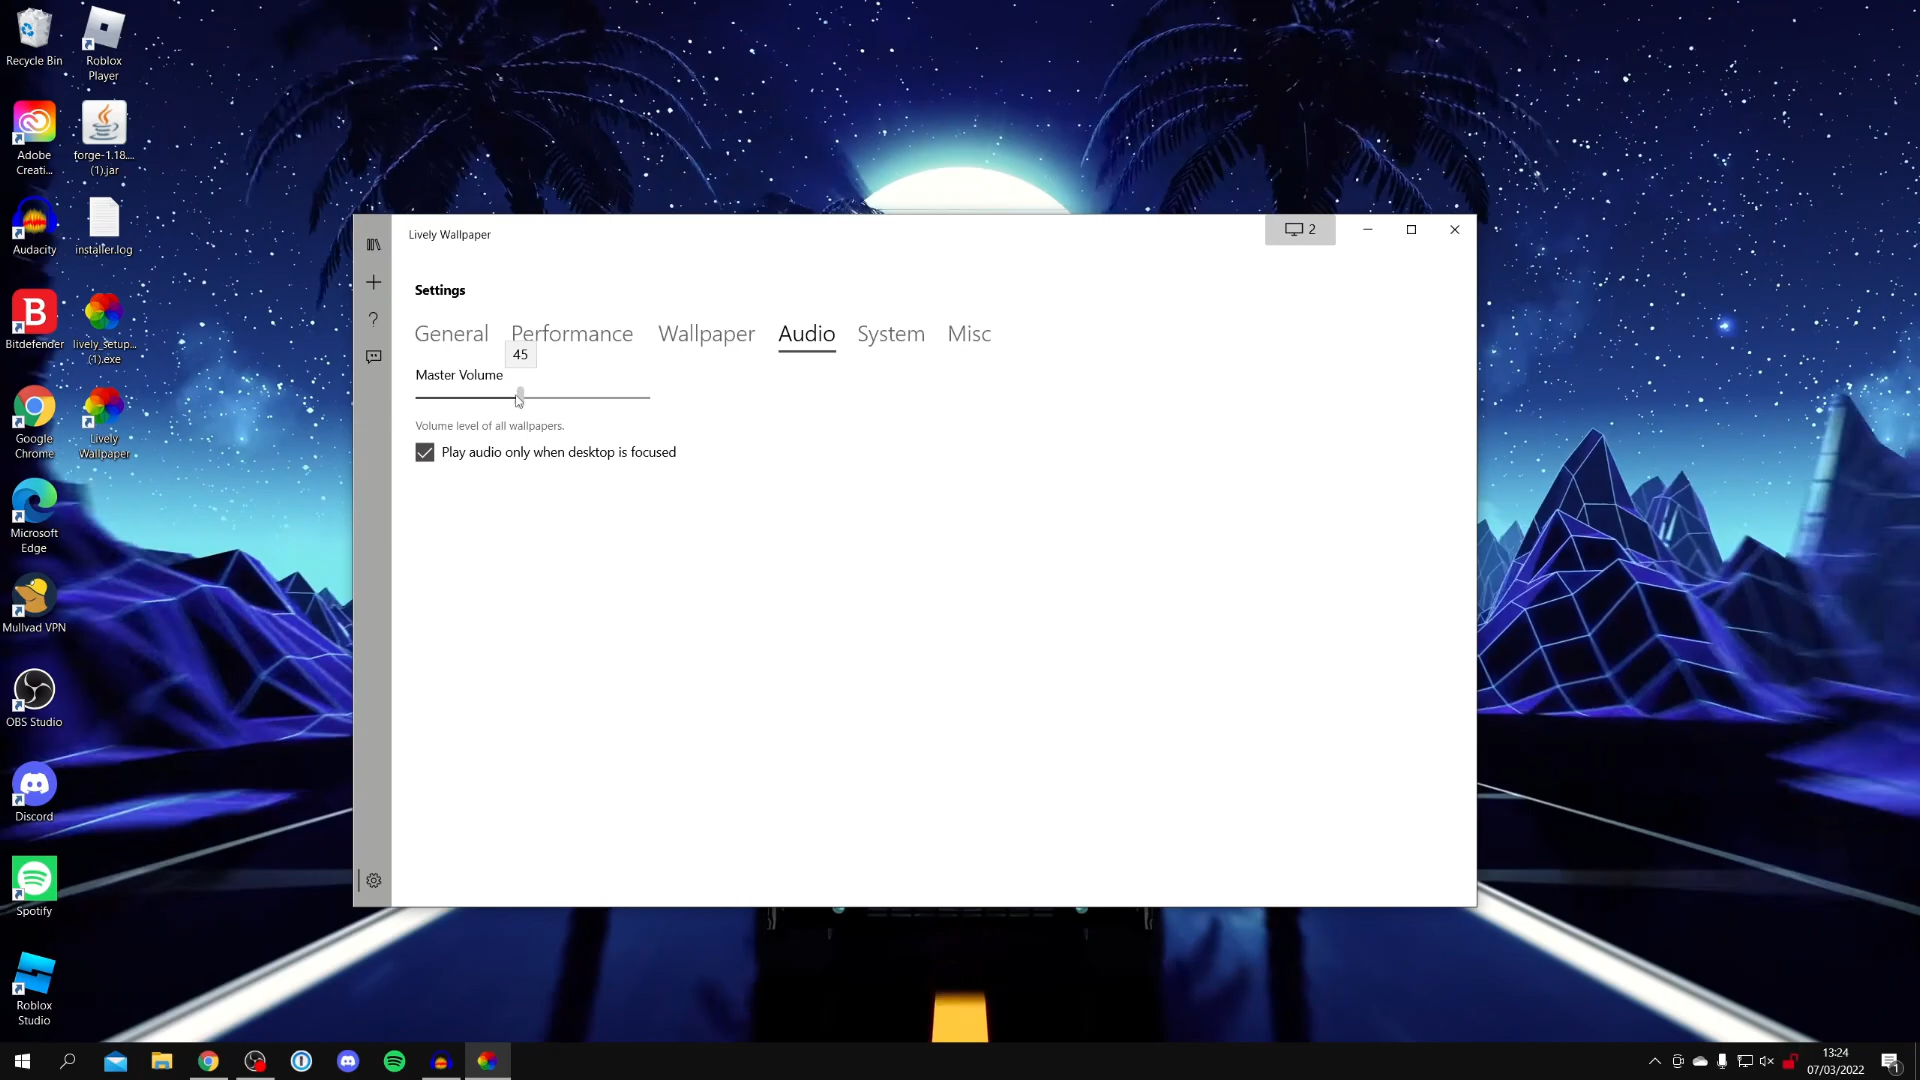 Recycle Bin
Roblox
Player
Adobe
Creati...
forge-1.18....
(1).jar
Audacity
installer.log
B
Bitdefender
lively_setup...
(1).exe
Google
Chrome
Lively
Wallpaper
Microsoft
Edge
Mullvad VPN
OBS Studio
Discord
Spotify
Roblox
Studio
Lively Wallpaper
2
Settings
General Performance Wallpaper Audio System Misc
45
Master Volume
Volume level of all wallpapers.
Play audio only when desktop is focused
13:24
07/03/2022
1